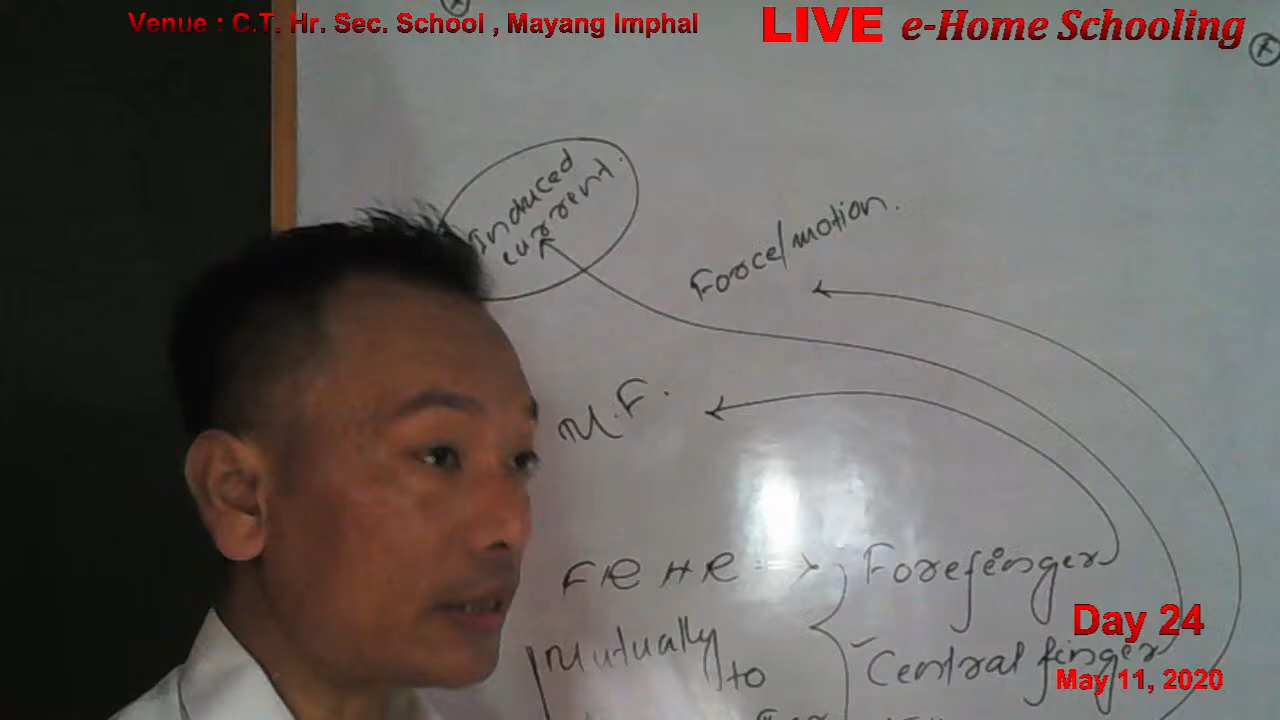 Venue : C.T. Hr. Sec. School , Mayang Imphal
LIVE e-Home Schooling
Induced
current.
Force/motion.
M.F.
FRHR → Forefinger
Day 24
Mutually
Central finger
to
May 11, 2020